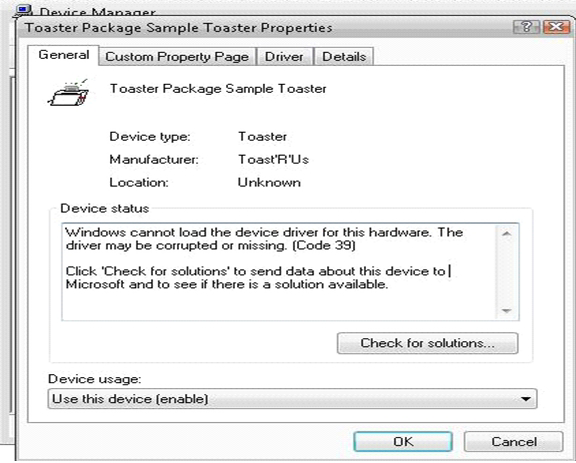 Device Manager
Toaster Package Sample Toaster Properties
General Custom Property Page Driver Details
Toaster Package Sample Toaster
Device type: Toaster
Manufacturer: Toast'R'Us
Location: Unknown
Device status
Windows cannot load the device driver for this hardware. The
driver may be corrupted or missing. (Code 39)
Click 'Check for solutions' to send data about this device to
Microsoft and to see if there is a solution available.
Check for solutions...
Device usage:
Use this device (enable)
OK Cancel